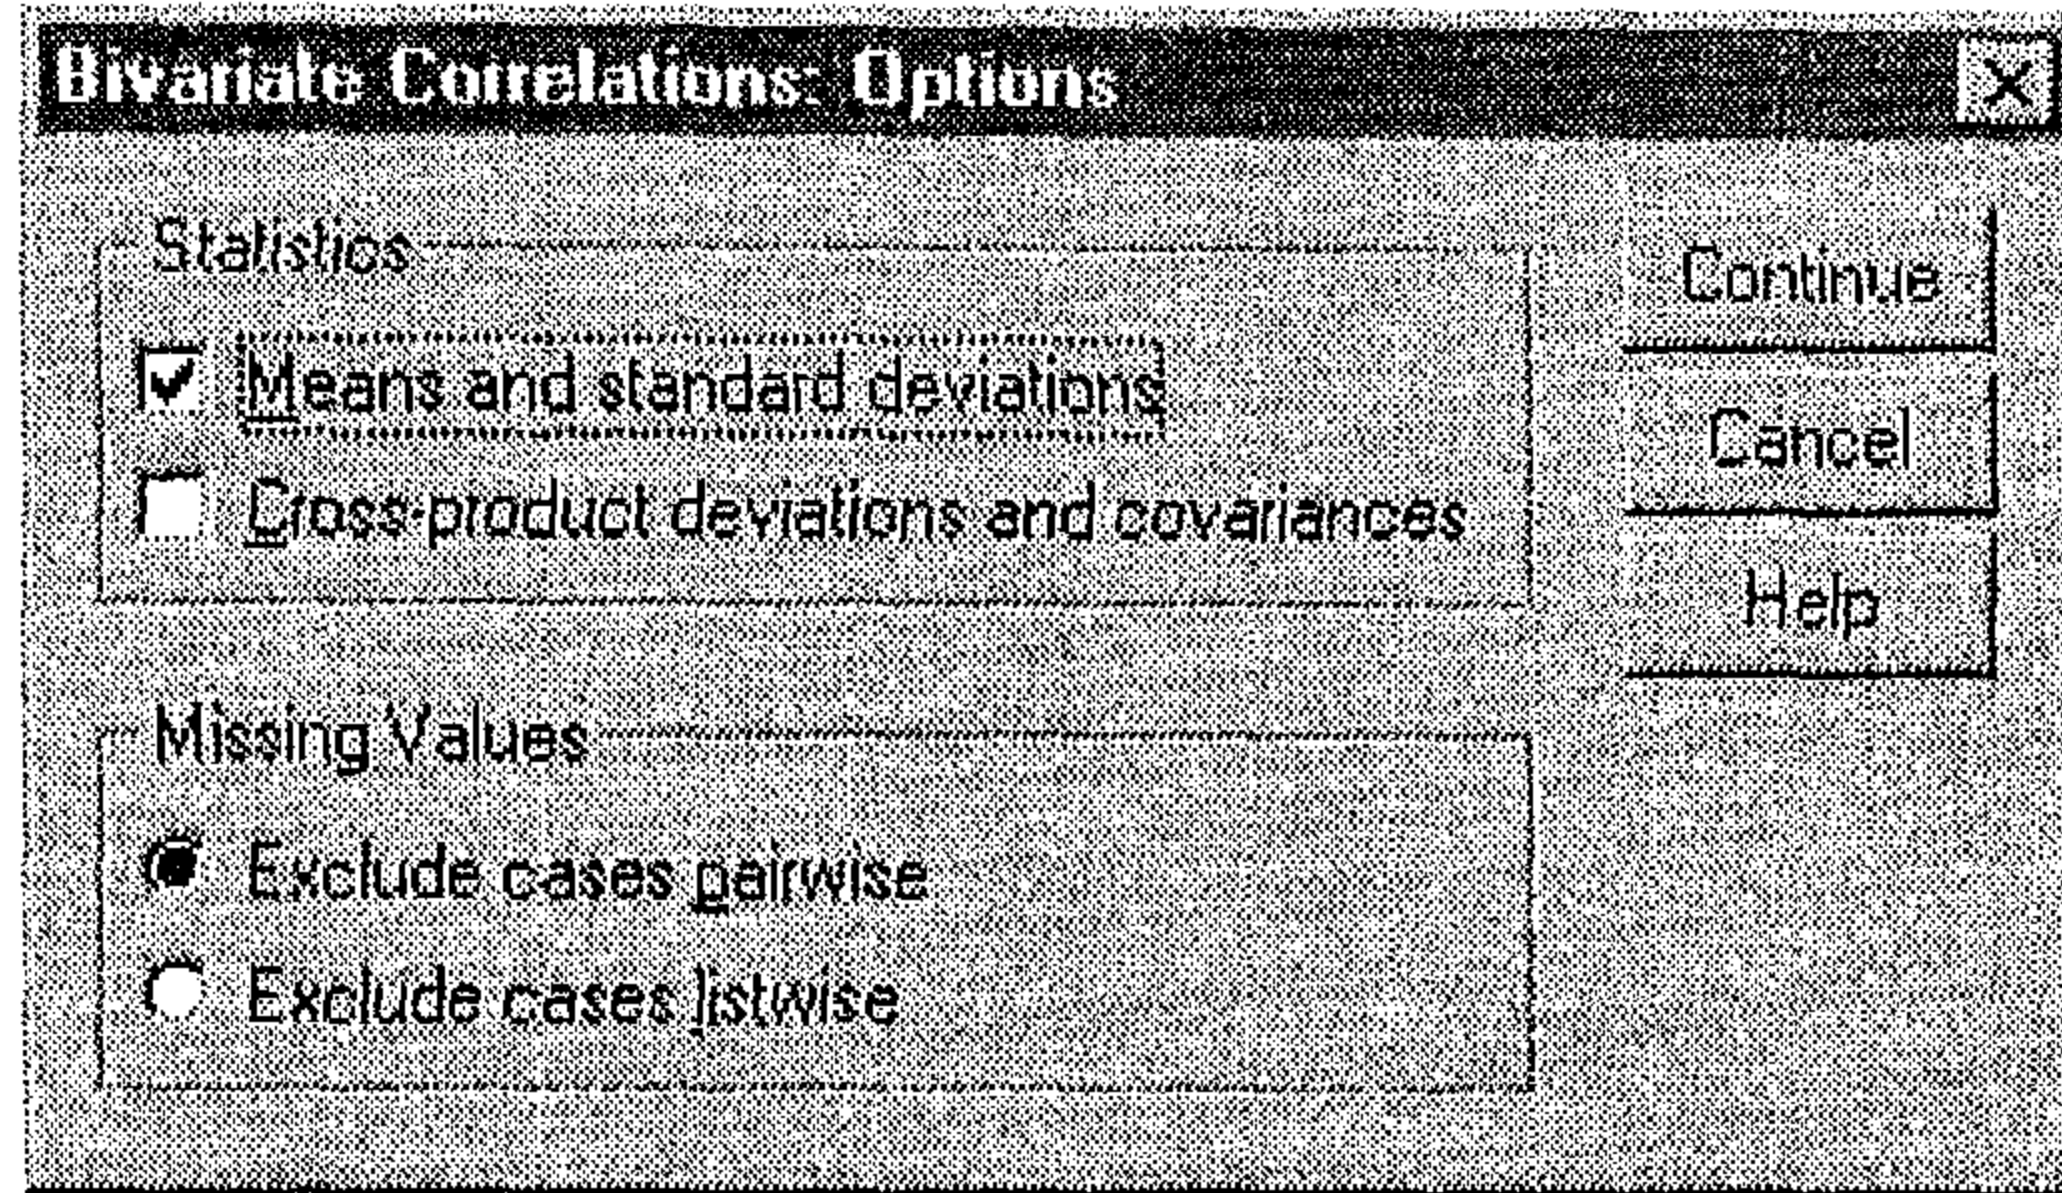 Bivariate Correlations: Options
Statistics
Means and standard deviations
Cross-product deviations and covariances
Continue
Cancel
Help
Missing Values
Exclude cases pairwise
Exclude cases listwise